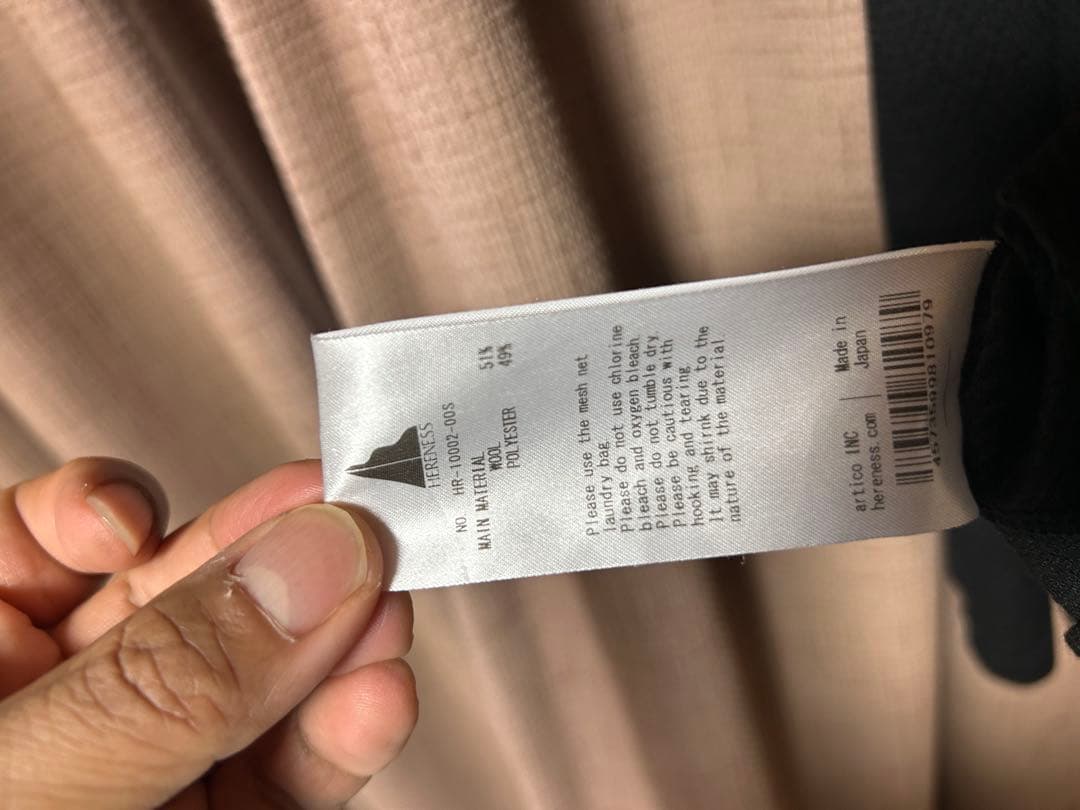 HERENESS
NO HR-10002-00S
MAIN MATERIAL
WOOL 51%
POLYESTER 49%
Please use the mesh net
laundry bag
Please do not use chlorine
bleach and oxygen bleach
Please do not tumble dry
Please be cautious with
hooking and tearing
It may shirnk due to the
nature of the material
artico INC
hereness.com
Made in
Japan